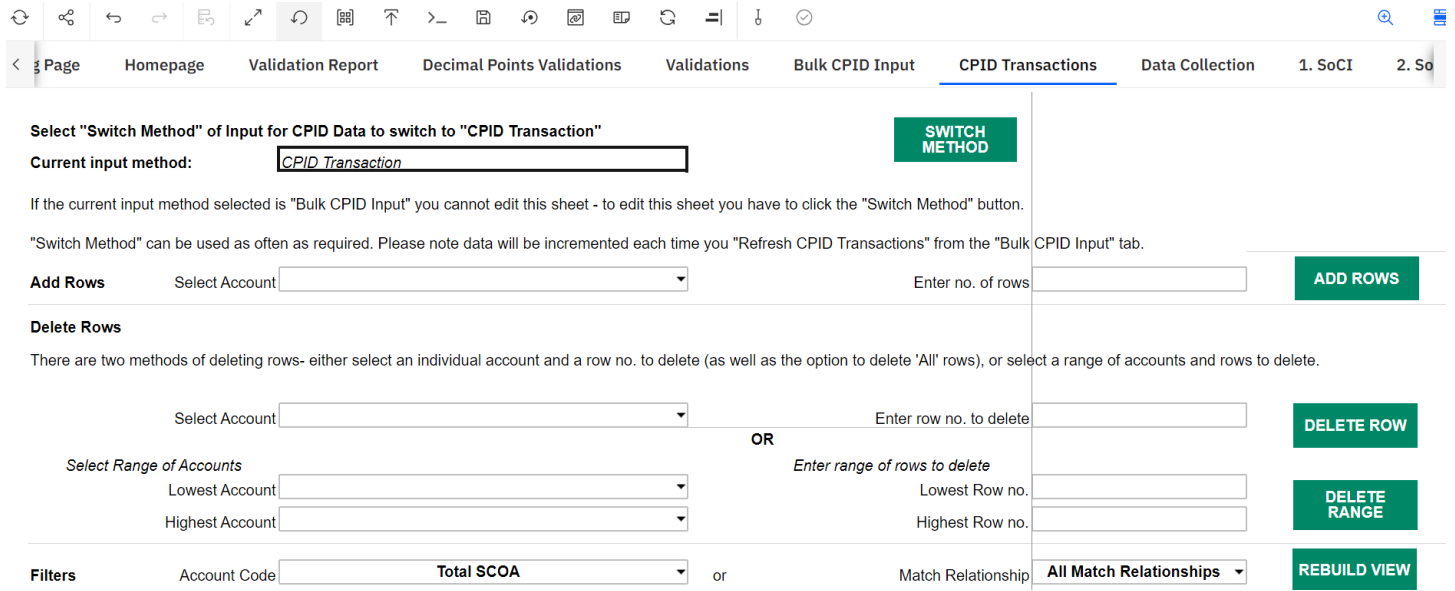 g Page Homepage Validation Report Decimal Points Validations Validations Bulk CPID Input CPID Transactions Data Collection 1. SoCI 2. So
Select "Switch Method" of Input for CPID Data to switch to "CPID Transaction"
SWITCH
METHOD
Current input method: CPID Transaction
If the current input method selected is "Bulk CPID Input" you cannot edit this sheet - to edit this sheet you have to click the "Switch Method" button.
"Switch Method" can be used as often as required. Please note data will be incremented each time you "Refresh CPID Transactions" from the "Bulk CPID Input" tab.
Add Rows Select Account Enter no. of rows ADD ROWS
Delete Rows
There are two methods of deleting rows- either select an individual account and a row no. to delete (as well as the option to delete 'All' rows), or select a range of accounts and rows to delete.
Select Account Enter row no. to delete DELETE ROW
OR
Select Range of Accounts Enter range of rows to delete
Lowest Account Lowest Row no.
DELETE
RANGE
Highest Account Highest Row no.
Filters Account Code Total SCOA or Match Relationship All Match Relationships REBUILD VIEW